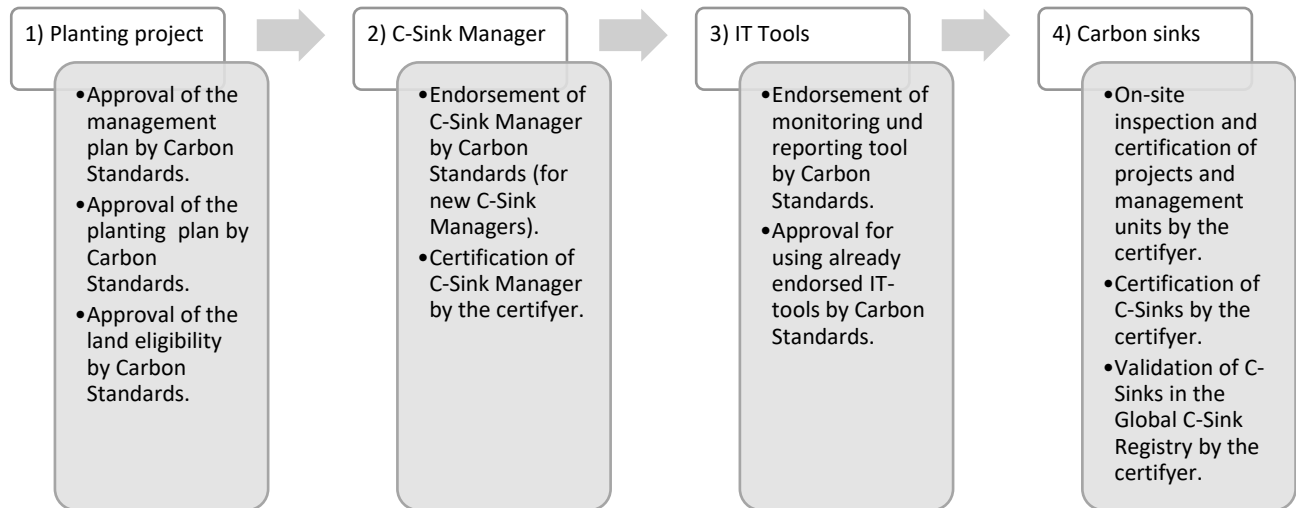 1) Planting project
•Approval of the
management
plan by Carbon
Standards.
•Approval of the
planting  plan by
Carbon
Standards.
•Approval of the
land eligibility
by Carbon
Standards.
2) C-Sink Manager
•Endorsement of
C-Sink Manager
by Carbon
Standards (for
new C-Sink
Managers).
•Certification of
C-Sink Manager
by the certifyer.
3) IT Tools
•Endorsement of
monitoring und
reporting tool
by Carbon
Standards.
•Approval for
using already
endorsed IT-
tools by Carbon
Standards.
4) Carbon sinks
•On-site
inspection and
certification of
projects and
management
units by the
certifyer.
•Certification of
C-Sinks by the
certifyer.
•Validation of C-
Sinks in the
Global C-Sink
Registry by the
certifyer.